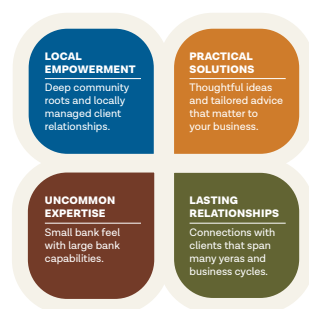 LOCAL
EMPOWERMENT
Deep community
roots and locally
managed client
relationships.
PRACTICAL
SOLUTIONS
Thoughtful ideas
and tailored advice
that matter to
your business.
UNCOMMON
EXPERTISE
Small bank feel
with large bank
capabilities.
LASTING
RELATIONSHIPS
Connections with
clients that span
many yeras and
business cycles.